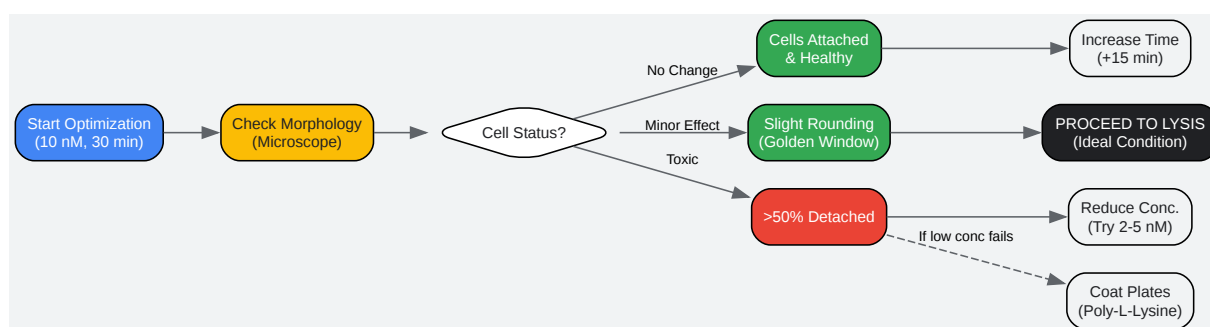 Start Optimization
(10 nM, 30 min)
Check Morphology
(Microscope)
Cell Status?
No Change
Cells Attached
& Healthy
Increase Time
(+15 min)
Minor Effect
Slight Rounding
(Golden Window)
PROCEED TO LYSIS
(Ideal Condition)
Toxic
>50% Detached
Reduce Conc.
(Try 2-5 nM)
If low conc fails
Coat Plates
(Poly-L-Lysine)